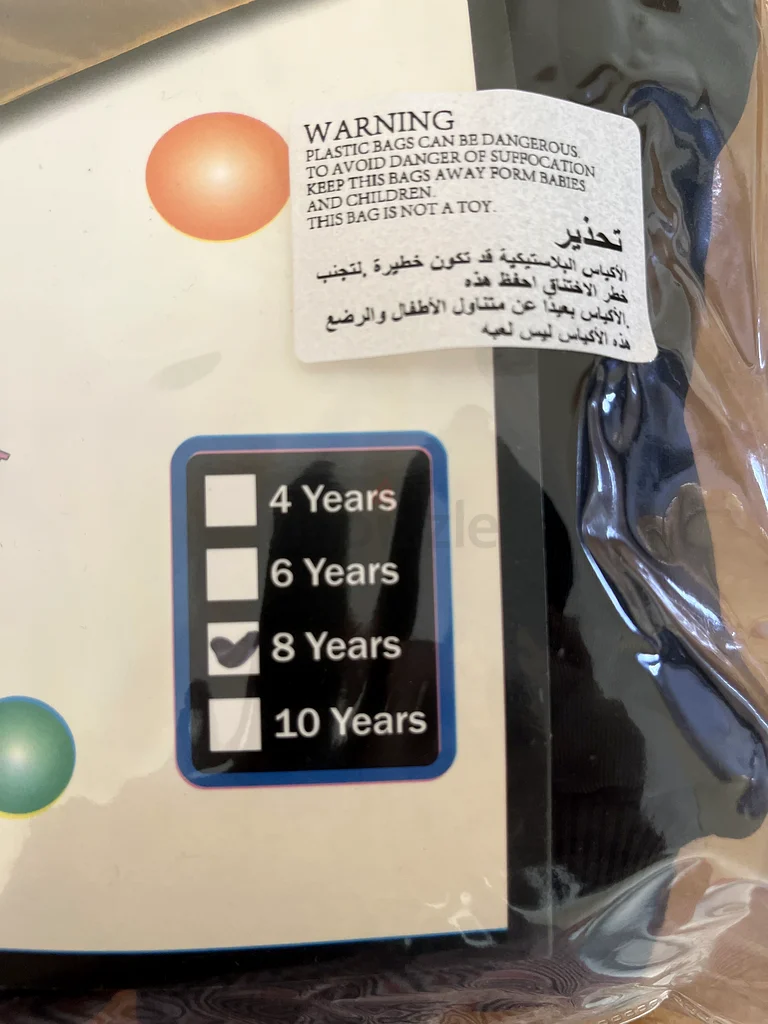 WARNING
PLASTIC BAGS CAN BE DANGEROUS.
TO AVOID DANGER OF SUFFOCATION
KEEP THIS BAGS AWAY FORM BABIES
AND CHILDREN.
THIS BAG IS NOT A TOY.
تحذير
الأكياس البلاستيكية قد تكون خطيرة ,لتجنب
خطر الاختناق احفظ هذه
.الأكياس بعيدا عن متناول الأطفال والرضع
هذه الأكياس ليس لعبه
4 Years
6 Years
8 Years
10 Years